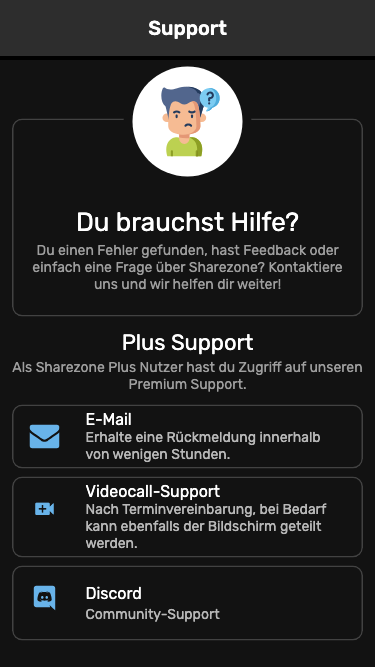 Support
?
Du brauchst Hilfe?
Du einen Fehler gefunden, hast Feedback oder
einfach eine Frage über Sharezone? Kontaktiere
uns und wir helfen dir weiter!
Plus Support
Als Sharezone Plus Nutzer hast du Zugriff auf unseren
Premium Support.
E-Mail
Erhalte eine Rückmeldung innerhalb
von wenigen Stunden.
Videocall-Support
Nach Terminvereinbarung, bei Bedarf
kann ebenfalls der Bildschirm geteilt
werden.
Discord
Community-Support